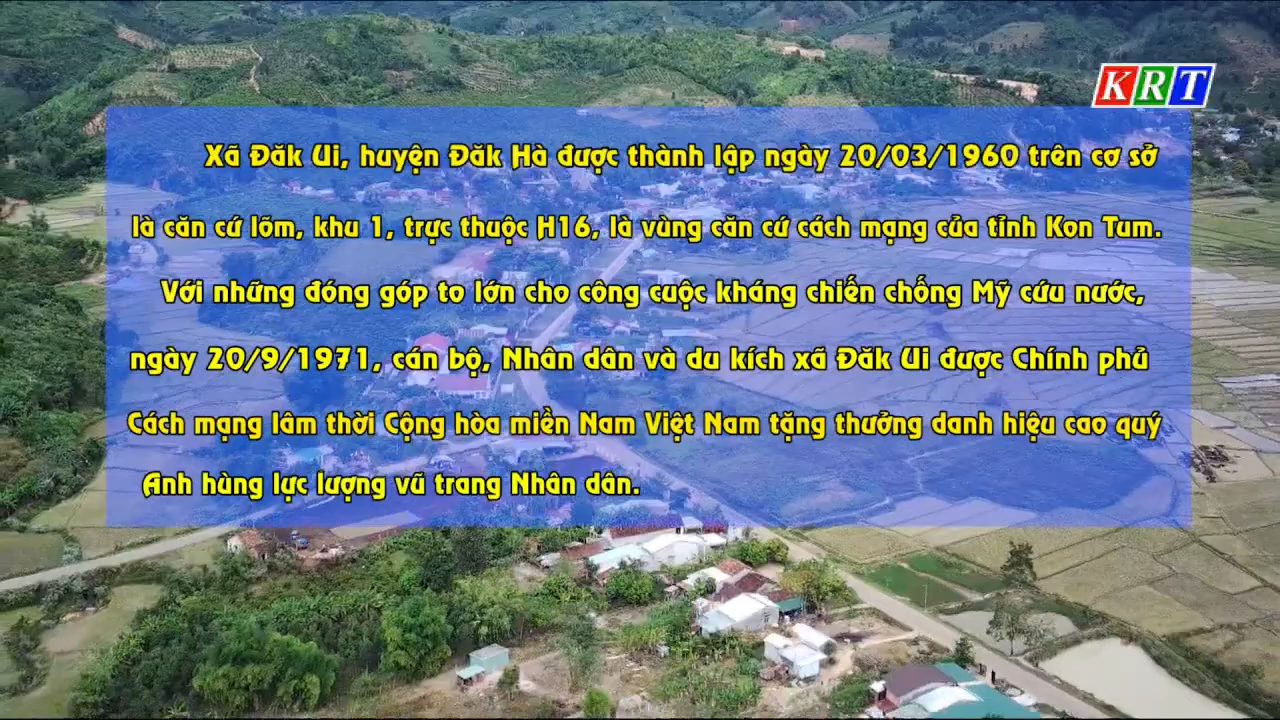 KRT
Xã Đăk Ui, huyện Đăk Hà được thành lập ngày 20/03/1960 trên cơ sở
là căn cứ lõm, khu 1, trực thuộc H16, là vùng căn cứ cách mạng của tỉnh Kon Tum.
Với những đóng góp to lớn cho công cuộc kháng chiến chống Mỹ cứu nước,
ngày 20/9/1971, cán bộ, Nhân dân và du kích xã Đăk Ui được Chính phủ
Cách mạng lâm thời Cộng hòa miền Nam Việt Nam tặng thưởng danh hiệu cao quý
Anh hùng lực lượng vũ trang Nhân dân.